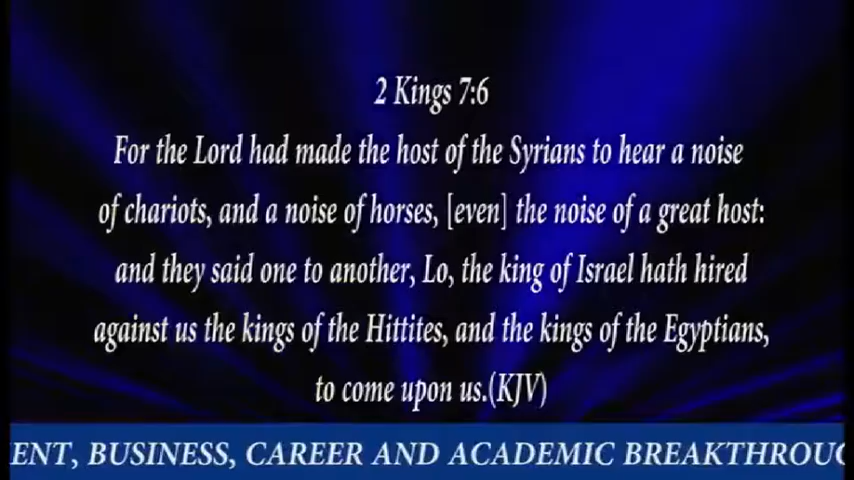 2 Kings 7:6
For the Lord had made the host of the Syrians to hear a noise
of chariots, and a noise of horses, [even] the noise of a great host:
and they said one to another, Lo, the king of Israel hath hired
against us the kings of the Hittites, and the kings of the Egyptians,
to come upon us.(KJV)
ENT, BUSINESS, CAREER AND ACADEMIC BREAKTHROUG